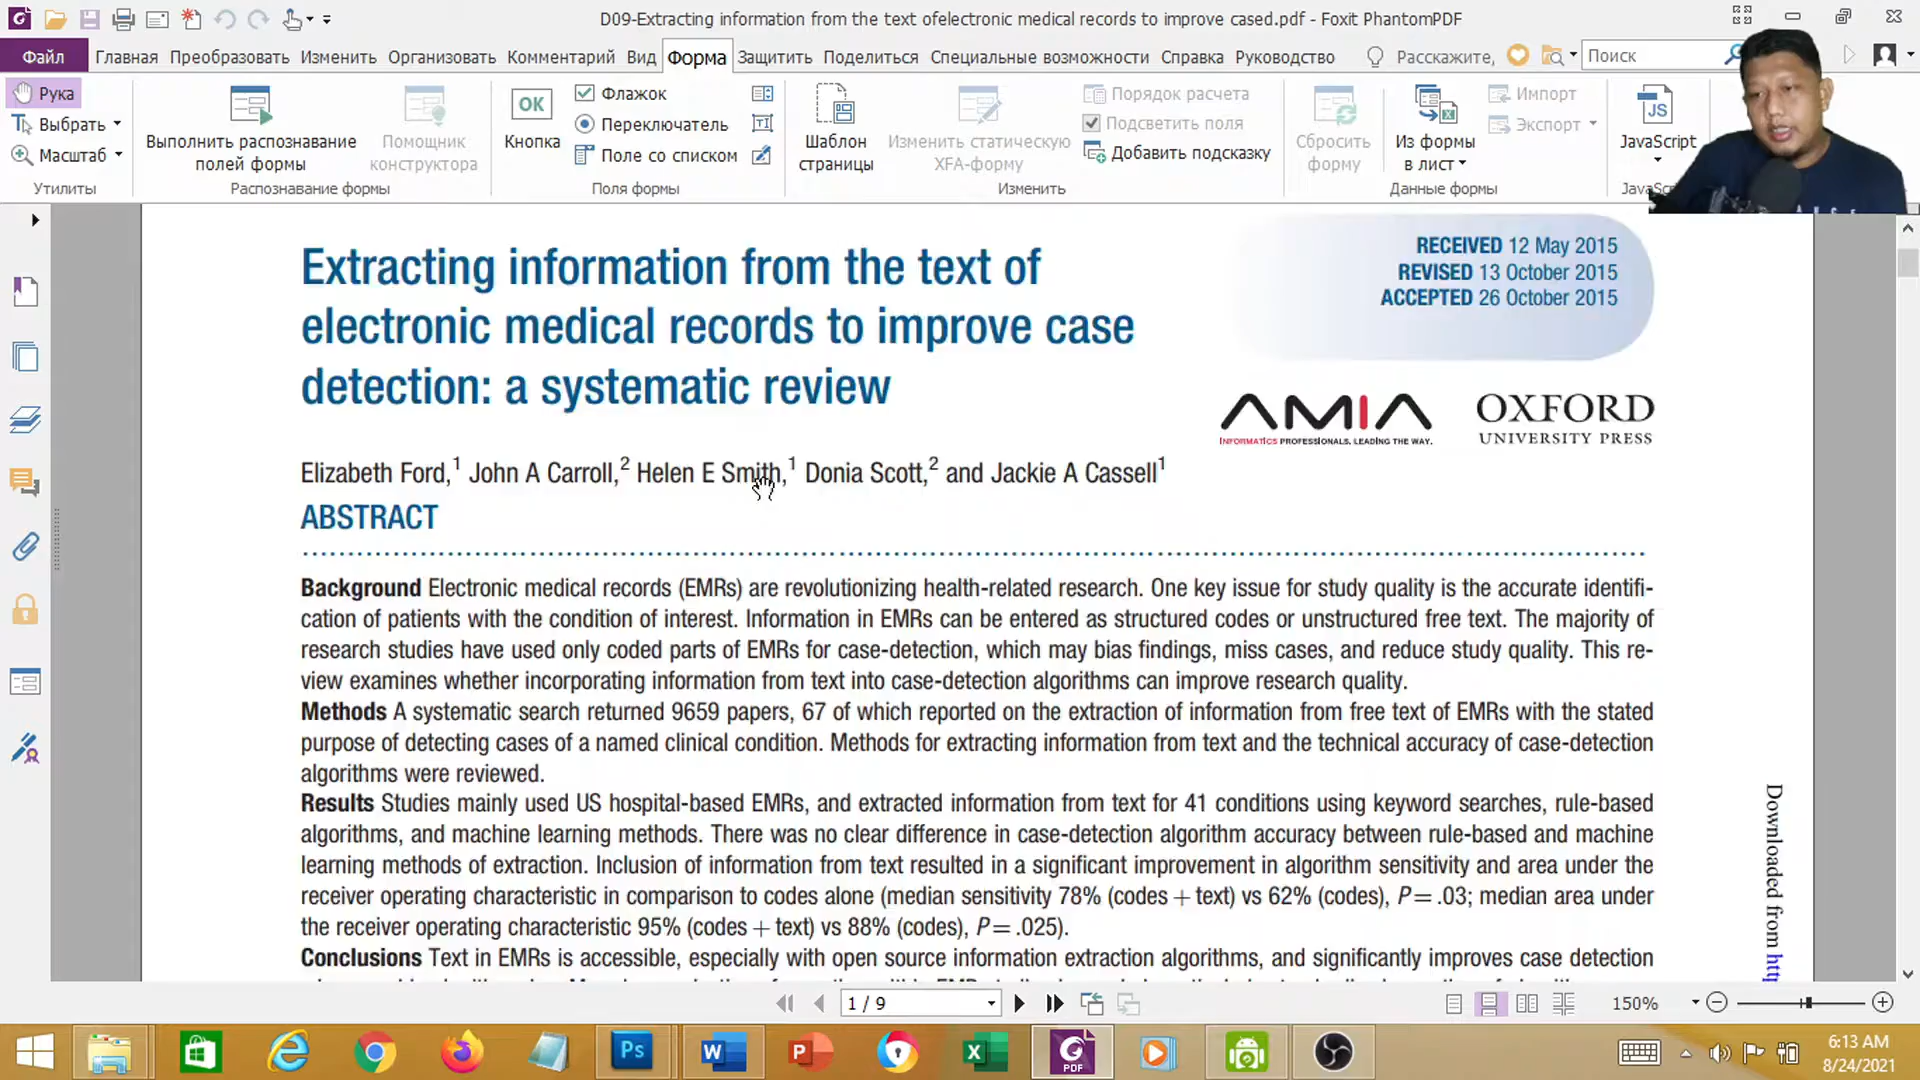 D09-Extracting information from the text ofelectronic medical records to improve cased.pdf - Foxit PhantomPDF
Файл Главная Преобразовать Изменить Организовать Комментарий Вид Форма Защитить Поделиться Специальные возможности Справка Руководство Расскажите, Поиск
Рука
Выбрать
Масштаб
Утилиты
Выполнить распознавание
полей формы
Помощник
конструктора
Распознавание формы
OK
Кнопка
Флажок
Переключатель
Поле со списком
Поля формы
Шаблон
страницы
Изменить статическую
XFA-форму
Порядок расчета
Подсветить поля
Добавить подсказку
Изменить
Сбросить
форму
Из формы
в лист
Импорт
Экспорт
Данные формы
JS
JavaScript
Extracting information from the text of
electronic medical records to improve case
detection: a systematic review
RECEIVED 12 May 2015
REVISED 13 October 2015
ACCEPTED 26 October 2015
AMIA
INFORMATICS PROFESSIONALS. LEADING THE WAY.
OXFORD
UNIVERSITY PRESS
Elizabeth Ford,1 John A Carroll,2 Helen E Smith,1 Donia Scott,2 and Jackie A Cassell1
ABSTRACT
Background Electronic medical records (EMRs) are revolutionizing health-related research. One key issue for study quality is the accurate identifi-
cation of patients with the condition of interest. Information in EMRs can be entered as structured codes or unstructured free text. The majority of
research studies have used only coded parts of EMRs for case-detection, which may bias findings, miss cases, and reduce study quality. This re-
view examines whether incorporating information from text into case-detection algorithms can improve research quality.
Methods A systematic search returned 9659 papers, 67 of which reported on the extraction of information from free text of EMRs with the stated
purpose of detecting cases of a named clinical condition. Methods for extracting information from text and the technical accuracy of case-detection
algorithms were reviewed.
Results Studies mainly used US hospital-based EMRs, and extracted information from text for 41 conditions using keyword searches, rule-based
algorithms, and machine learning methods. There was no clear difference in case-detection algorithm accuracy between rule-based and machine
learning methods of extraction. Inclusion of information from text resulted in a significant improvement in algorithm sensitivity and area under the
receiver operating characteristic in comparison to codes alone (median sensitivity 78% (codes + text) vs 62% (codes), P = .03; median area under
the receiver operating characteristic 95% (codes + text) vs 88% (codes), P = .025).
Conclusions Text in EMRs is accessible, especially with open source information extraction algorithms, and significantly improves case detection
Downloaded from http
1 / 9
150%
6:13 AM
8/24/2021